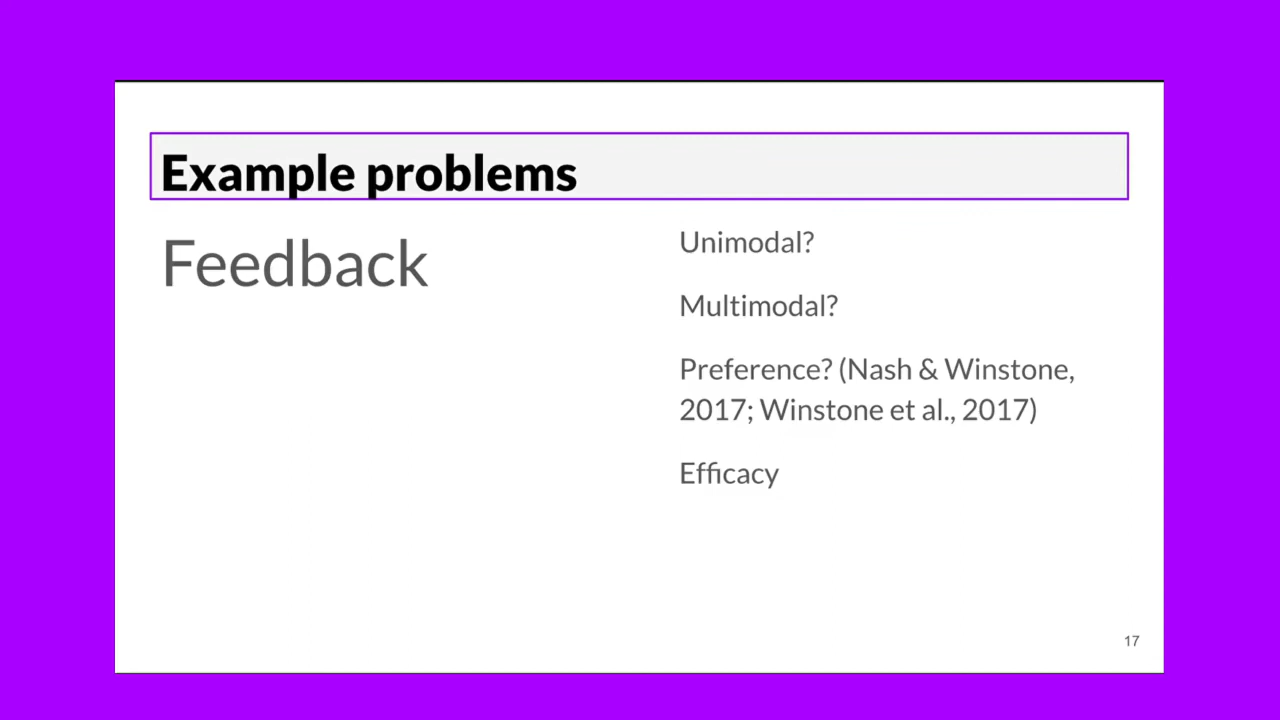 Example problems
Feedback
Unimodal?
Multimodal?
Preference? (Nash & Winstone,
2017; Winstone et al., 2017)
Efficacy
17